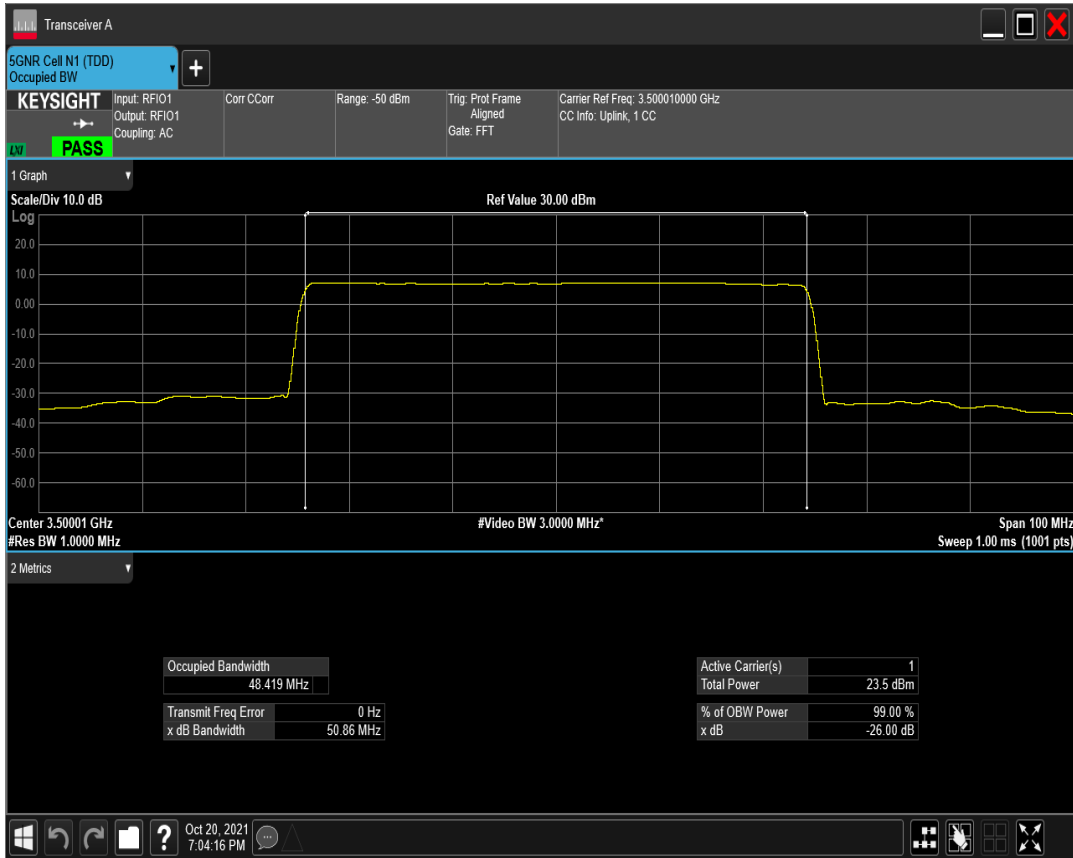 Transceiver A
5GNR Cell N1 (TDD)
Occupied BW
+
KEYSIGHT
LXI
PASS
Input: RFIO1
Output: RFIO1
Coupling: AC
Corr CCorr
Range: -50 dBm
Trig: Prot Frame
Aligned
Gate: FFT
Carrier Ref Freq: 3.500010000 GHz
CC Info: Uplink, 1 CC
1 Graph
Scale/Div 10.0 dB
Ref Value 30.00 dBm
Log
20.0
10.0
0.00
-10.0
-20.0
-30.0
-40.0
-50.0
-60.0
Center 3.50001 GHz
#Video BW 3.0000 MHz*
Span 100 MHz
#Res BW 1.0000 MHz
Sweep 1.00 ms (1001 pts)
2 Metrics
Occupied Bandwidth
48.419 MHz
Transmit Freq Error 0 Hz
x dB Bandwidth 50.86 MHz
Active Carrier(s) 1
Total Power 23.5 dBm
% of OBW Power 99.00 %
x dB -26.00 dB
?
Oct 20, 2021
7:04:16 PM